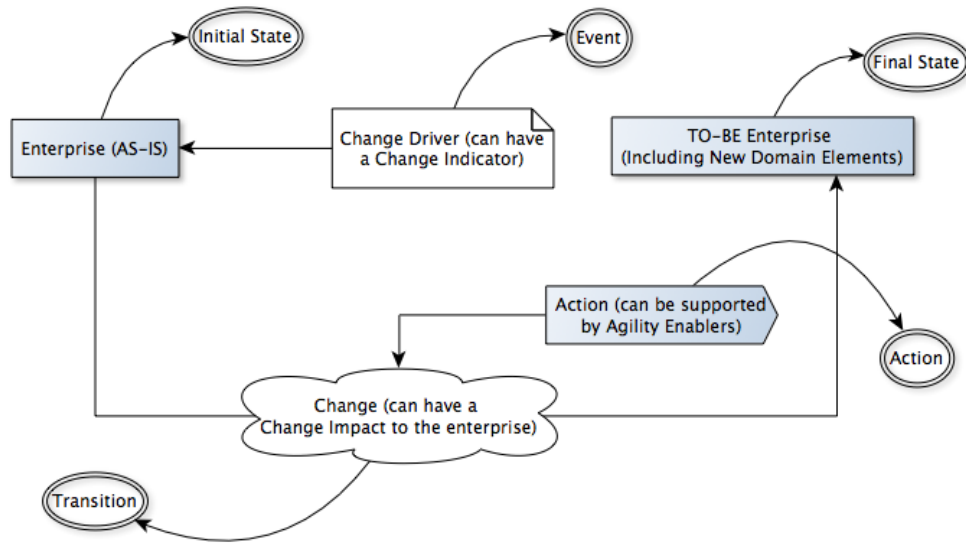 Initial State
Event
Final State
Enterprise (AS-IS)
Change Driver (can have
a Change Indicator)
TO-BE Enterprise
(Including New Domain Elements)
Action (can be supported
by Agility Enablers)
Action
Change (can have a
Change Impact to the enterprise)
Transition